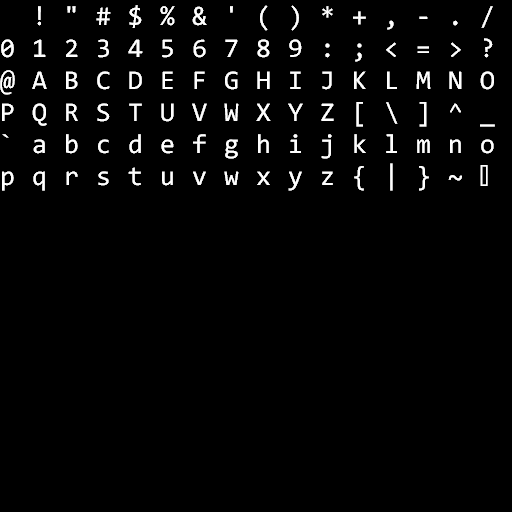 ! " # $ % & ' ( ) * + , - . /
0 1 2 3 4 5 6 7 8 9 : ; < = > ?
@ A B C D E F G H I J K L M N O
P Q R S T U V W X Y Z [ \ ] ^ _
` a b c d e f g h i j k l m n o
p q r s t u v w x y z { | } ~ ▯